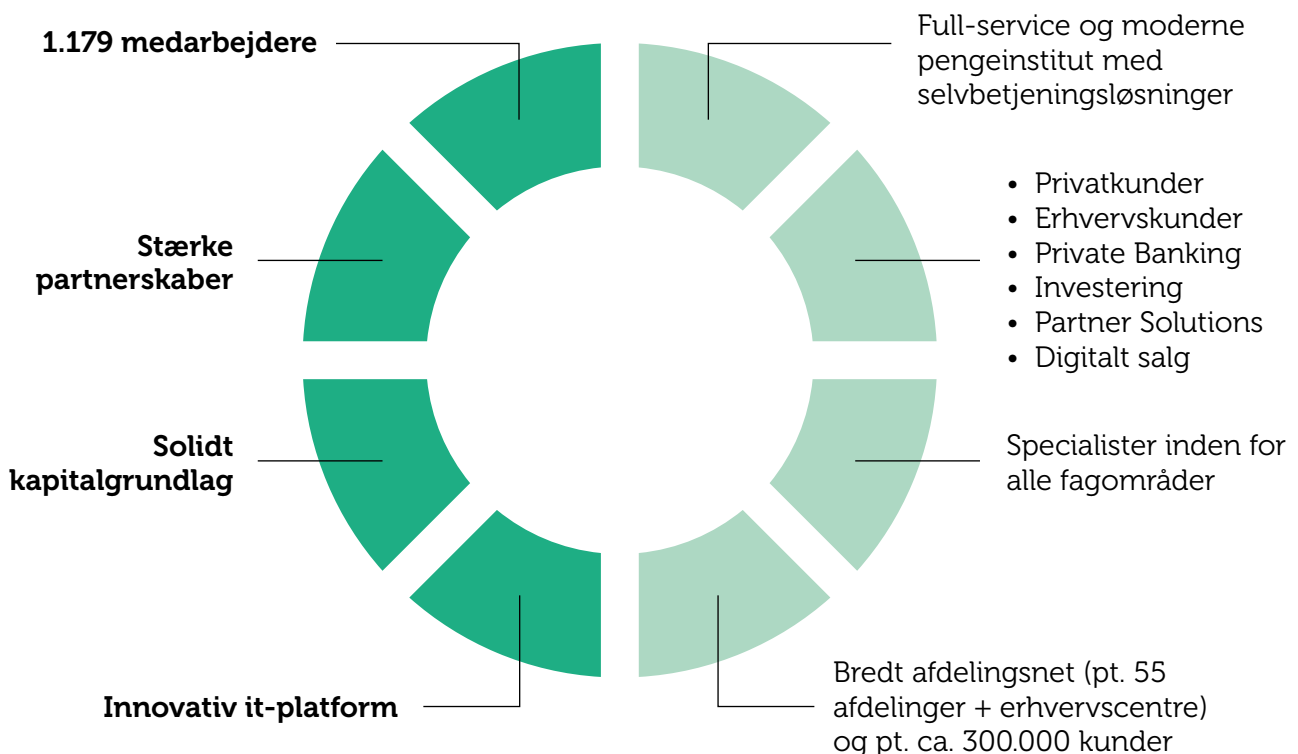 1.179 medarbejdere
Stærke
partnerskaber
Solidt
kapitalgrundlag
Innovativ it-platform
Full-service og moderne
pengeinstitut med
selvbetjeningsløsninger
• Privatkunder
• Erhvervskunder
• Private Banking
• Investering
• Partner Solutions
• Digitalt salg
Specialister inden for
alle fagområder
Bredt afdelingsnet (pt. 55
afdelinger + erhvervscentre)
og pt. ca. 300.000 kunder